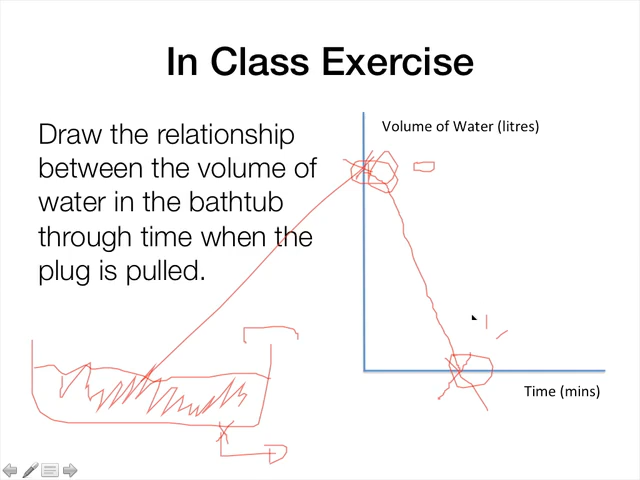 In Class Exercise
Draw the relationship
between the volume of
water in the bathtub
through time when the
plug is pulled.
Volume of Water (litres)
Time (mins)